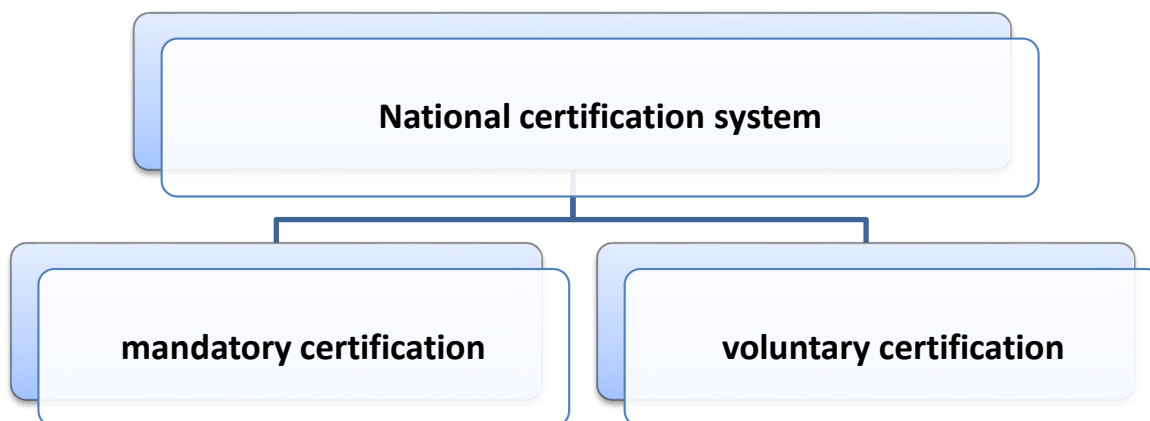 National certification system
mandatory certification
voluntary certification